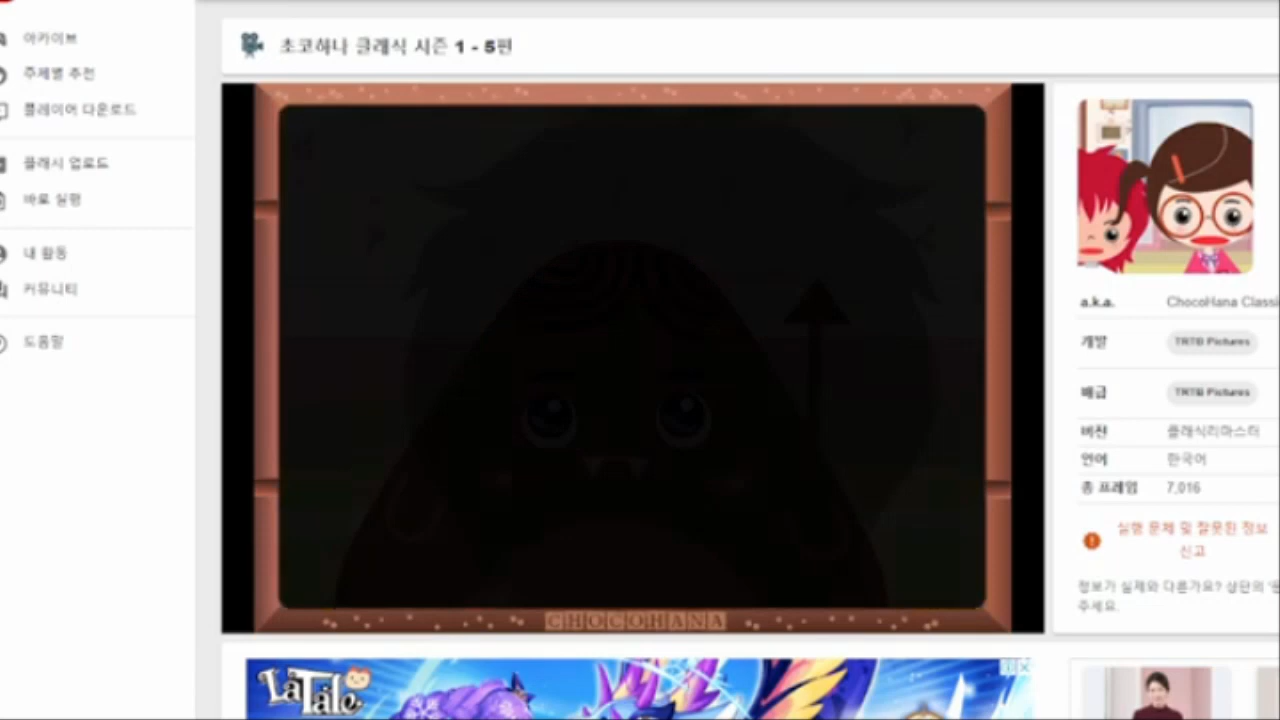 아카이브
주제별 추천
플레이어 다운로드
플래시 업로드
바로 실행
내 활동
커뮤니티
도움말
초코하나 클래식 시즌 1 - 5편
CHOCOHANA
LaTale
a.k.a. ChocoHana Classi
개발 TRTB Pictures
배급 TRTB Pictures
버전 클래식리마스터
언어 한국어
총 프레임 7,016
실행 문제 및 잘못된 정보
신고
정보가 실제와 다른가요? 상단의
주세요.